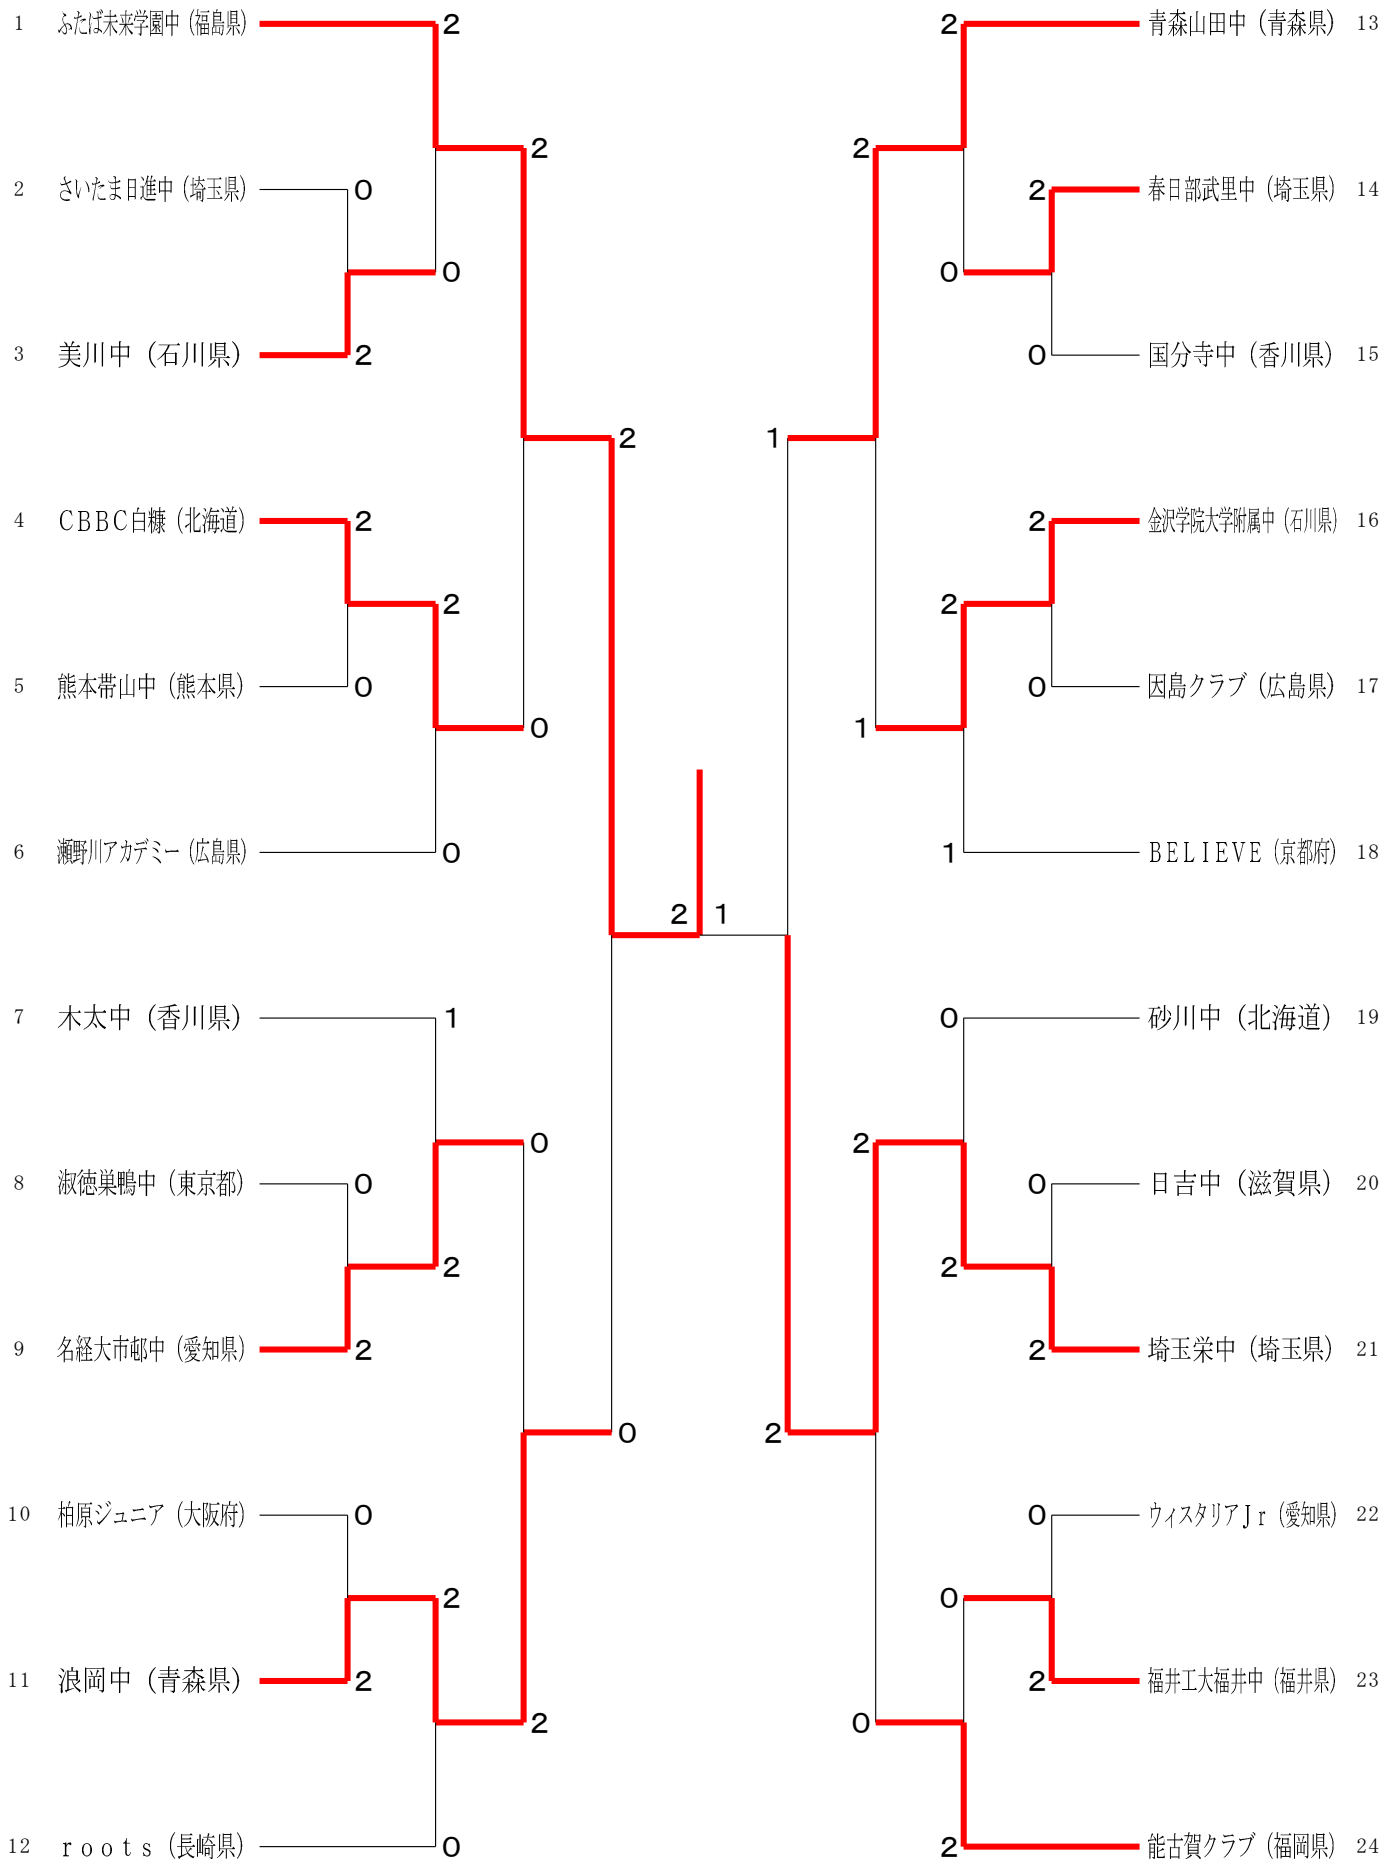 1 ふたば未来学園中（福島県） 2 2 青森山田中（青森県） 13
2 2
2 さいたま日進中（埼玉県） 0 2 春日部武里中（埼玉県） 14
0 0
3 美川中（石川県） 2 0 国分寺中（香川県） 15
2 1
4 ＣＢＢＣ白糠（北海道） 2 2 金沢学院大学附属中（石川県） 16
2 2
5 熊本帯山中（熊本県） 0 0 因島クラブ（広島県） 17
0 1
6 瀬野川アカデミー（広島県） 0 1 ＢＥＬＩＥＶＥ（京都府） 18
2 1
7 木太中（香川県） 1 0 砂川中（北海道） 19
0 2
8 淑徳巣鴨中（東京都） 0 0 日吉中（滋賀県） 20
2 2
9 名経大市邨中（愛知県） 2 2 埼玉栄中（埼玉県） 21
0 2
10 柏原ジュニア（大阪府） 0 0 ウィスタリアＪｒ（愛知県） 22
2 0
11 浪岡中（青森県） 2 2 福井工大福井中（福井県） 23
2 0
12 ｒｏｏｔｓ（長崎県） 0 2 能古賀クラブ（福岡県） 24